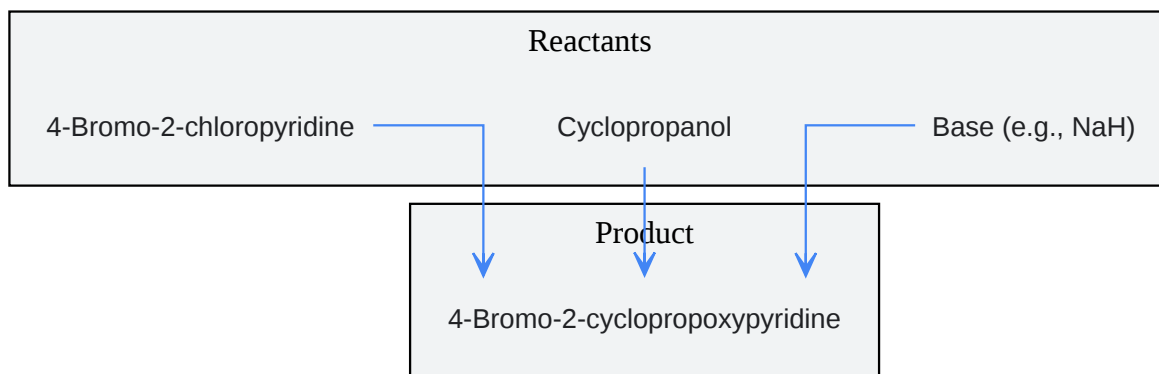 Reactants
4-Bromo-2-chloropyridine
Cyclopropanol
Base (e.g., NaH)
Product
4-Bromo-2-cyclopropoxypyridine